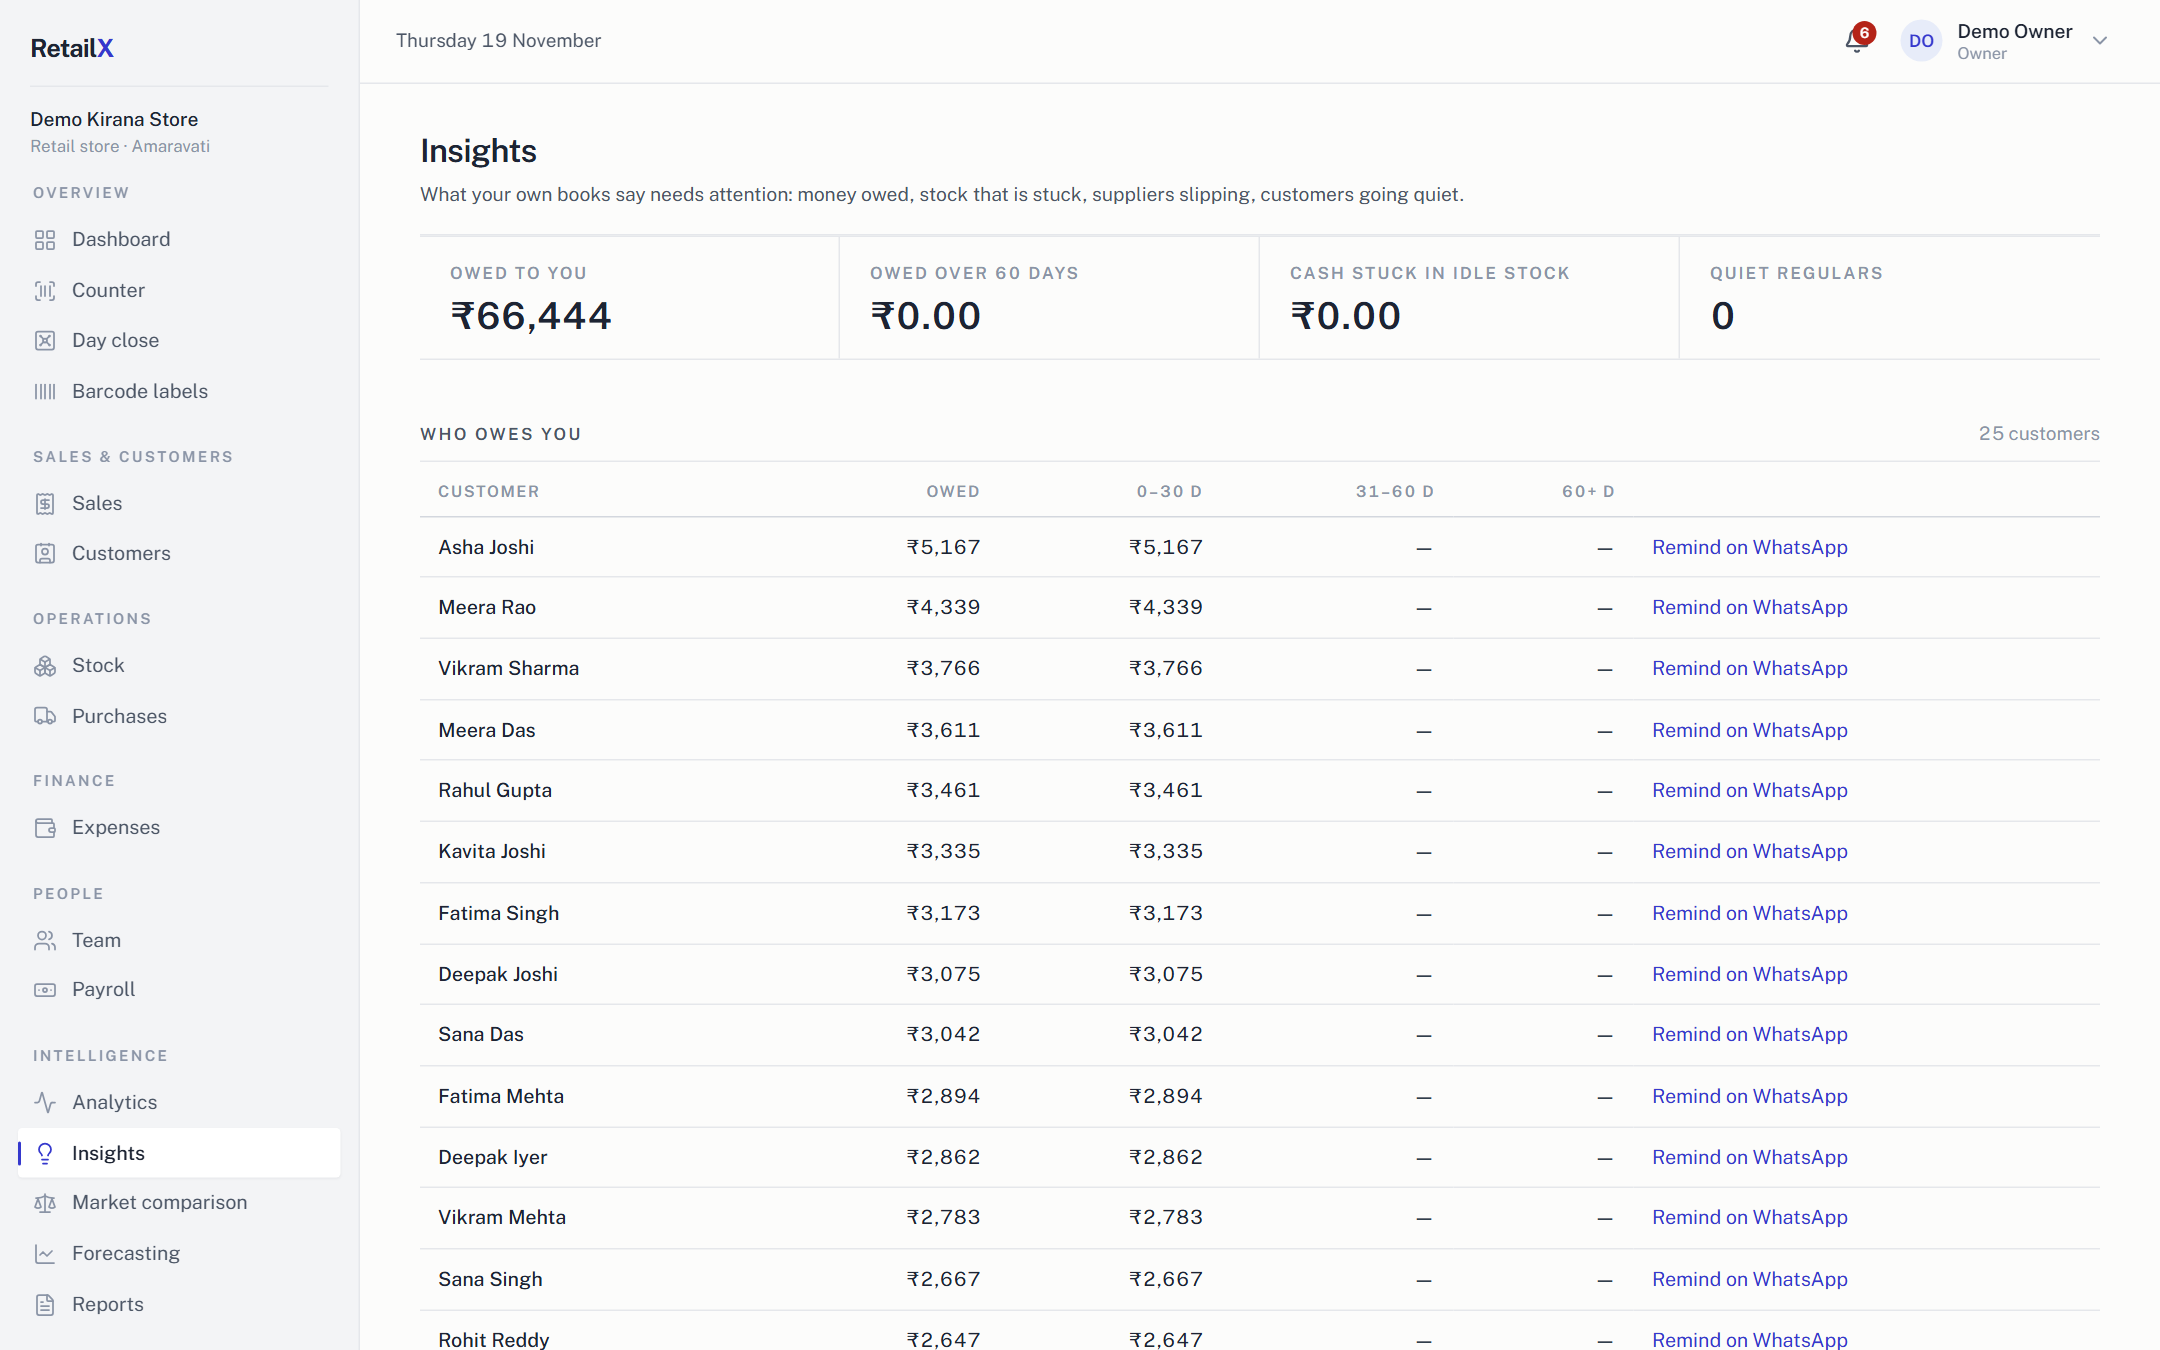 RetailX
Demo Kirana Store
Retail store · Amaravati
OVERVIEW
Dashboard
Counter
Day close
Barcode labels
SALES & CUSTOMERS
Sales
Customers
OPERATIONS
Stock
Purchases
FINANCE
Expenses
PEOPLE
Team
Payroll
INTELLIGENCE
Analytics
Insights
Market comparison
Forecasting
Reports
Thursday 19 November
6
DO
Demo Owner
Owner
Insights
What your own books say needs attention: money owed, stock that is stuck, suppliers slipping, customers going quiet.
OWED TO YOU
₹66,444
OWED OVER 60 DAYS
₹0.00
CASH STUCK IN IDLE STOCK
₹0.00
QUIET REGULARS
0
WHO OWES YOU 25 customers
CUSTOMER OWED 0–30 D 31–60 D 60+ D
Asha Joshi ₹5,167 ₹5,167 — — Remind on WhatsApp
Meera Rao ₹4,339 ₹4,339 — — Remind on WhatsApp
Vikram Sharma ₹3,766 ₹3,766 — — Remind on WhatsApp
Meera Das ₹3,611 ₹3,611 — — Remind on WhatsApp
Rahul Gupta ₹3,461 ₹3,461 — — Remind on WhatsApp
Kavita Joshi ₹3,335 ₹3,335 — — Remind on WhatsApp
Fatima Singh ₹3,173 ₹3,173 — — Remind on WhatsApp
Deepak Joshi ₹3,075 ₹3,075 — — Remind on WhatsApp
Sana Das ₹3,042 ₹3,042 — — Remind on WhatsApp
Fatima Mehta ₹2,894 ₹2,894 — — Remind on WhatsApp
Deepak Iyer ₹2,862 ₹2,862 — — Remind on WhatsApp
Vikram Mehta ₹2,783 ₹2,783 — — Remind on WhatsApp
Sana Singh ₹2,667 ₹2,667 — — Remind on WhatsApp
Rohit Reddy ₹2,647 ₹2,647 — — Remind on WhatsApp